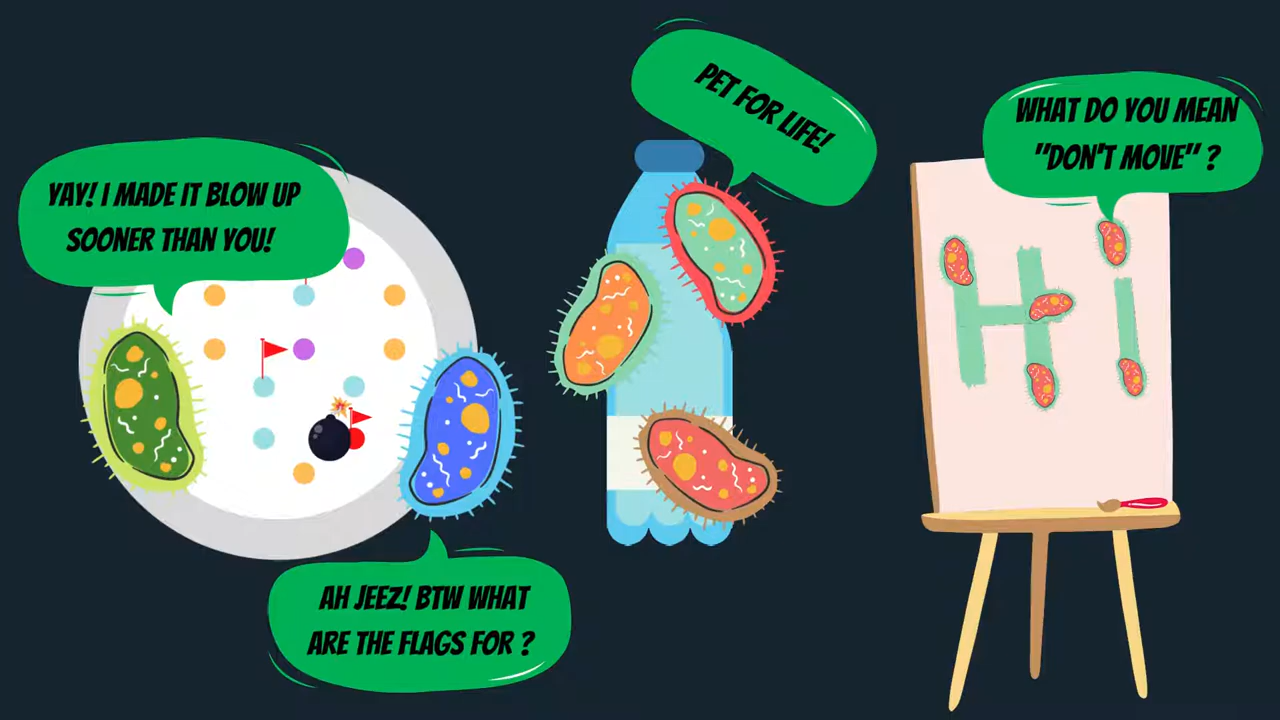 YAY! I MADE IT BLOW UP
SOONER THAN YOU!
AH JEEZ! BTW WHAT
ARE THE FLAGS FOR ?
PET FOR LIFE!
WHAT DO YOU MEAN
"DON'T MOVE" ?
Hi